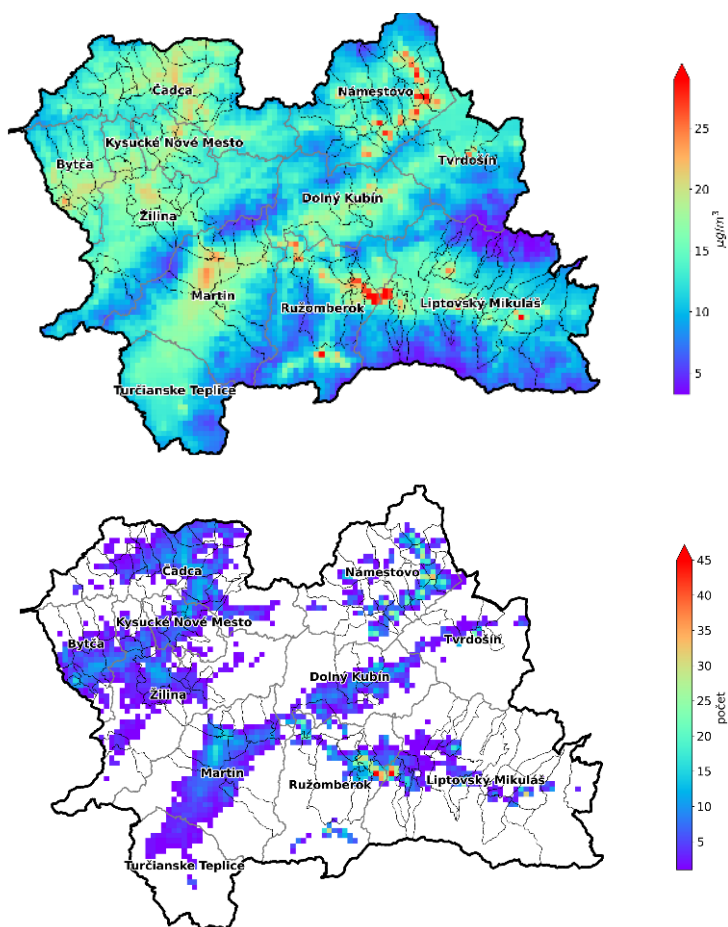 Čadca
Námestovo
Kysucké Nové Mesto
Bytča
Tvrdošín
Dolný Kubín
Žilina
Martin
Ružomberok
Liptovský Mikuláš
Turčianske Teplice
25
20
15
10
5
μg/m³
Čadca
Námestovo
Kysucké Nové Mesto
Bytča
Tvrdošín
Dolný Kubín
Žilina
Martin
Ružomberok
Liptovský Mikuláš
Turčianske Teplice
45
40
35
30
25
20
15
10
5
počet